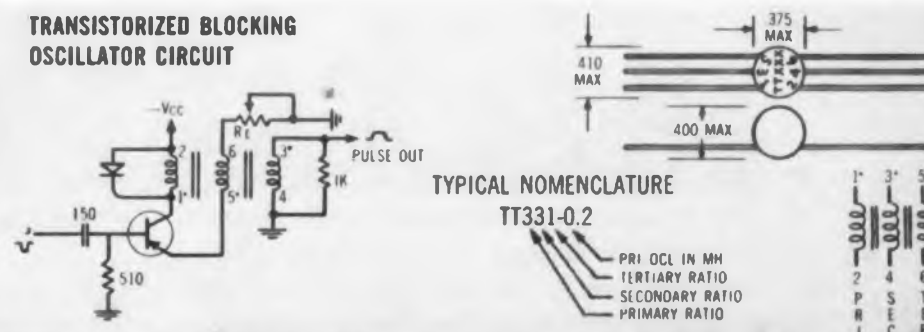 TRANSISTORIZED BLOCKING
OSCILLATOR CIRCUIT
-VCC
2
1*
150
510
6
5*
RE
3*
4
1K
PULSE OUT
375
MAX
410
MAX
400 MAX
TYPICAL NOMENCLATURE
TT331-0.2
PRI OCL IN MH
TERTIARY RATIO
SECONDARY RATIO
PRIMARY RATIO
1* 3* 5
2 4
P S
R E
I C